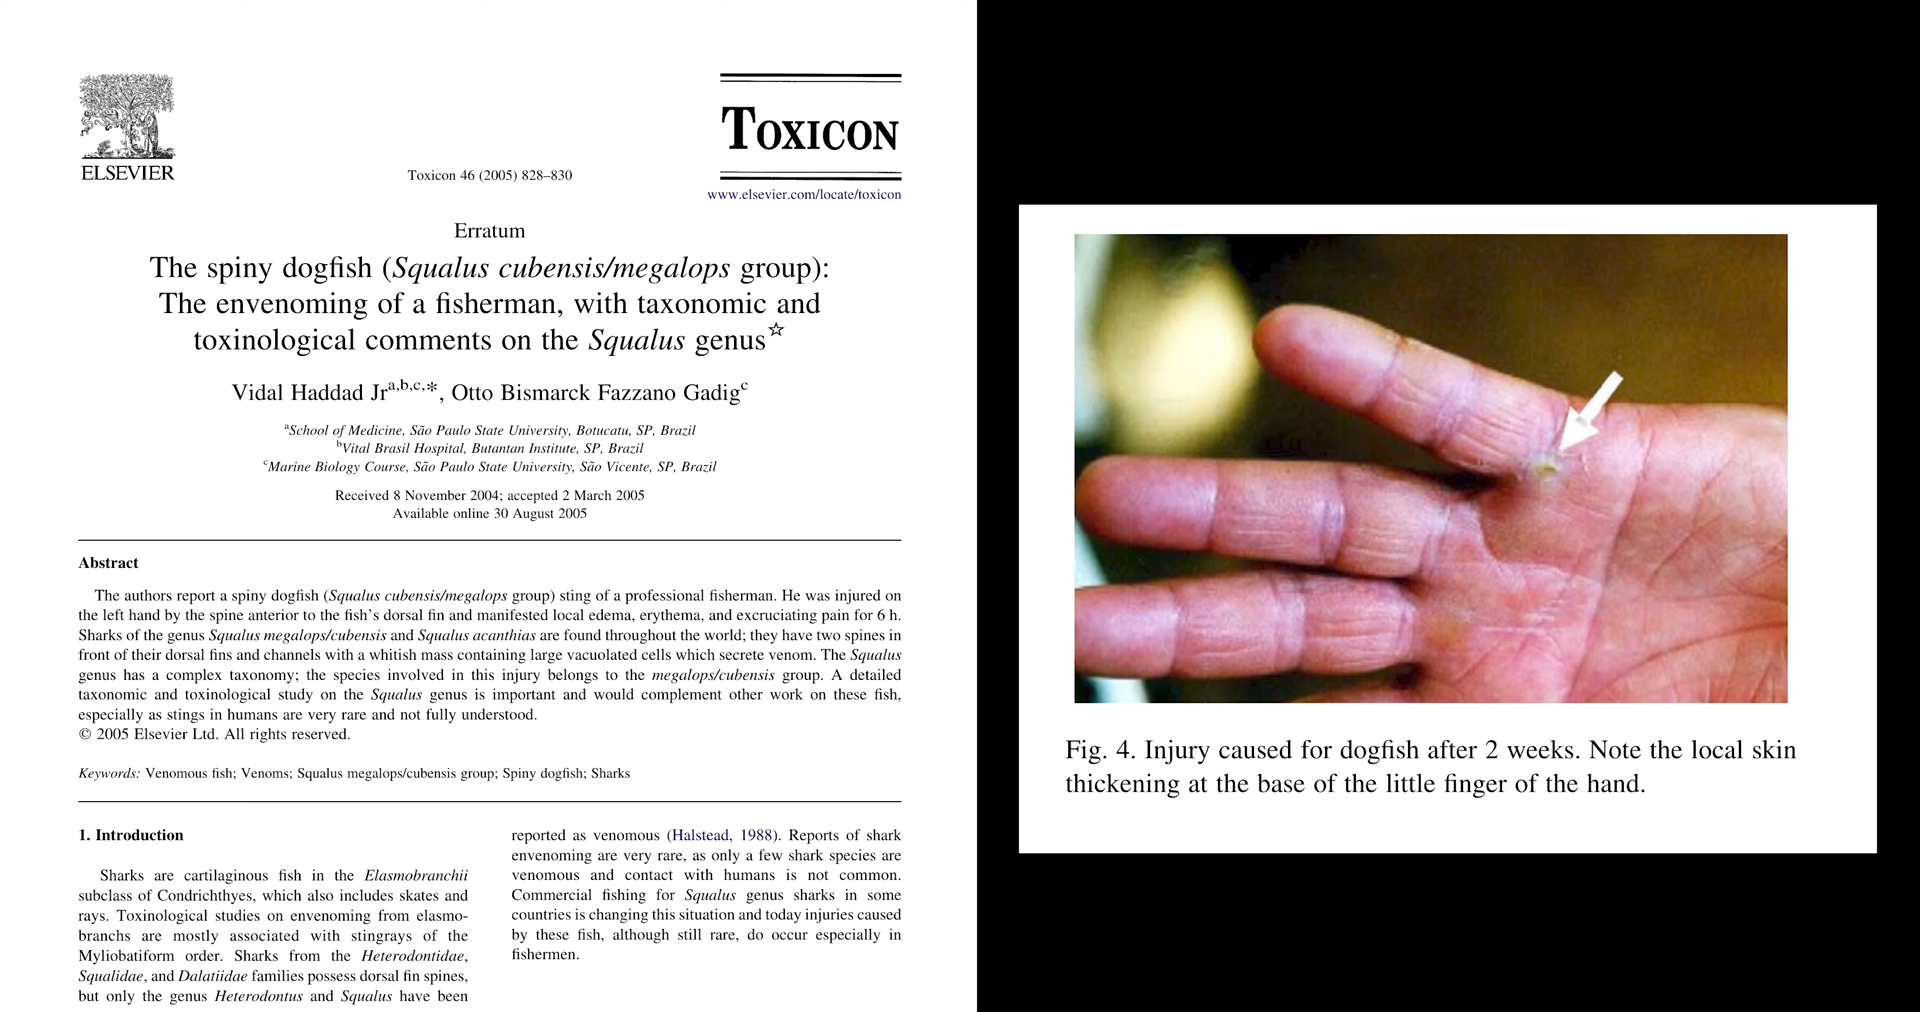 ELSEVIER
Toxicon 46 (2005) 828–830
TOXICON
www.elsevier.com/locate/toxicon
Erratum
The spiny dogfish (Squalus cubensis/megalops group):
The envenoming of a fisherman, with taxonomic and
toxinological comments on the Squalus genus☆
Vidal Haddad Jrᵃ,ᵇ,ᶜ,*, Otto Bismarck Fazzano Gadigᶜ
ᵃSchool of Medicine, São Paulo State University, Botucatu, SP, Brazil
ᵇVital Brasil Hospital, Butantan Institute, SP, Brazil
ᶜMarine Biology Course, São Paulo State University, São Vicente, SP, Brazil
Received 8 November 2004; accepted 2 March 2005
Available online 30 August 2005
Abstract
The authors report a spiny dogfish (Squalus cubensis/megalops group) sting of a professional fisherman. He was injured on
the left hand by the spine anterior to the fish's dorsal fin and manifested local edema, erythema, and excruciating pain for 6 h.
Sharks of the genus Squalus megalops/cubensis and Squalus acanthias are found throughout the world; they have two spines in
front of their dorsal fins and channels with a whitish mass containing large vacuolated cells which secrete venom. The Squalus
genus has a complex taxonomy; the species involved in this injury belongs to the megalops/cubensis group. A detailed
taxonomic and toxinological study on the Squalus genus is important and would complement other work on these fish,
especially as stings in humans are very rare and not fully understood.
© 2005 Elsevier Ltd. All rights reserved.
Keywords: Venomous fish; Venoms; Squalus megalops/cubensis group; Spiny dogfish; Sharks
1. Introduction
Sharks are cartilaginous fish in the Elasmobranchii
subclass of Condrichthyes, which also includes skates and
rays. Toxinological studies on envenoming from elasmo-
branchs are mostly associated with stingrays of the
Myliobatiform order. Sharks from the Heterodontidae,
Squalidae, and Dalatiidae families possess dorsal fin spines,
but only the genus Heterodontus and Squalus have been
reported as venomous (Halstead, 1988). Reports of shark
envenoming are very rare, as only a few shark species are
venomous and contact with humans is not common.
Commercial fishing for Squalus genus sharks in some
countries is changing this situation and today injuries caused
by these fish, although still rare, do occur especially in
fishermen.
Fig. 4. Injury caused for dogfish after 2 weeks. Note the local skin
thickening at the base of the little finger of the hand.